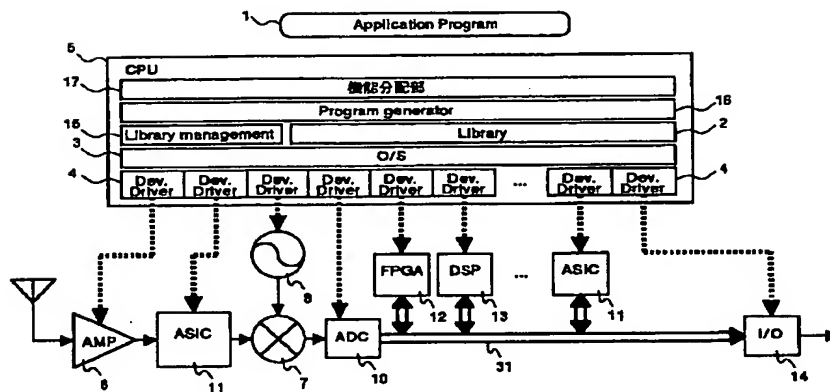 1
Application Program
5
CPU
17
機能分配部
Program generator
16
15
Library management
Library
2
3
O/S
4
Dev. Driver
Dev. Driver
Dev. Driver
Dev. Driver
Dev. Driver
Dev. Driver
...
Dev. Driver
Dev. Driver
4
AMP
6
ASIC
11
8
7
ADC
10
FPGA
12
DSP
13
...
ASIC
11
31
I/O
14